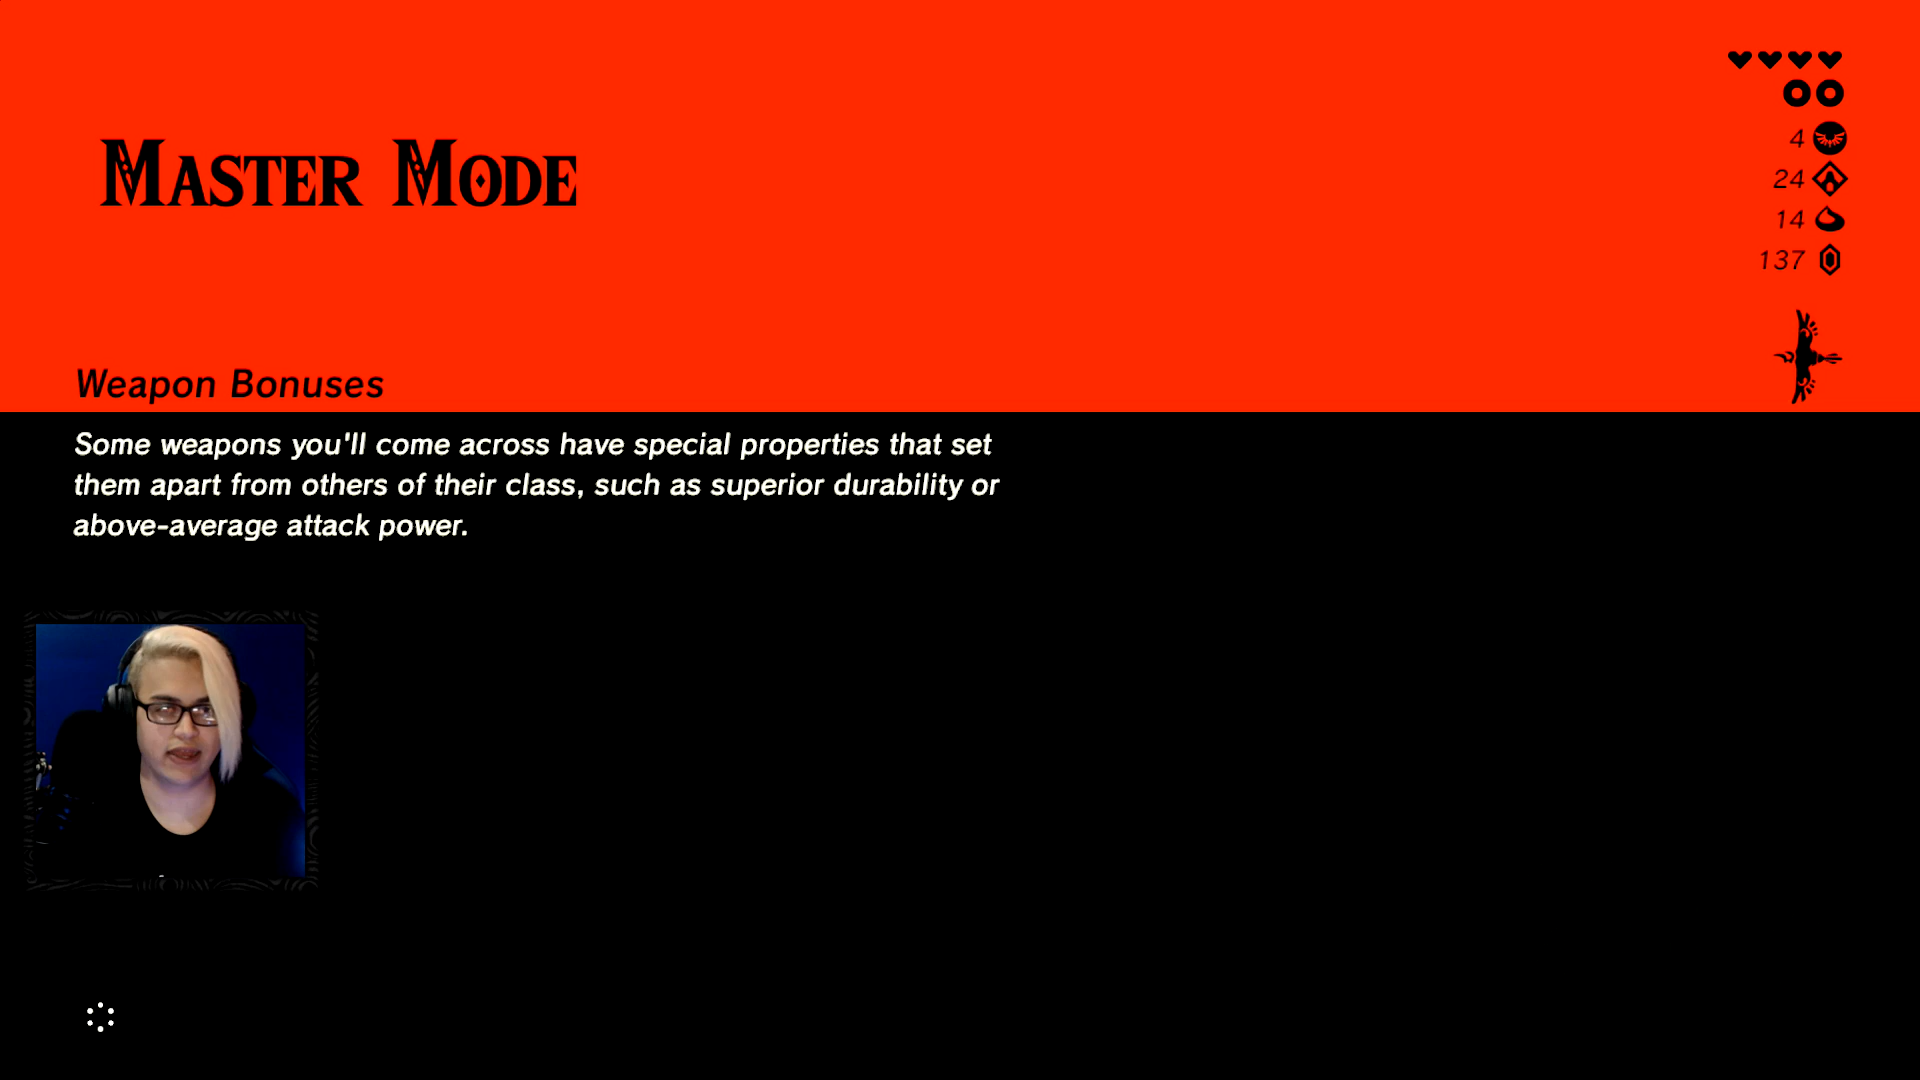 Master Mode
4
24
14
137
Weapon Bonuses
Some weapons you'll come across have special properties that set
them apart from others of their class, such as superior durability or
above-average attack power.